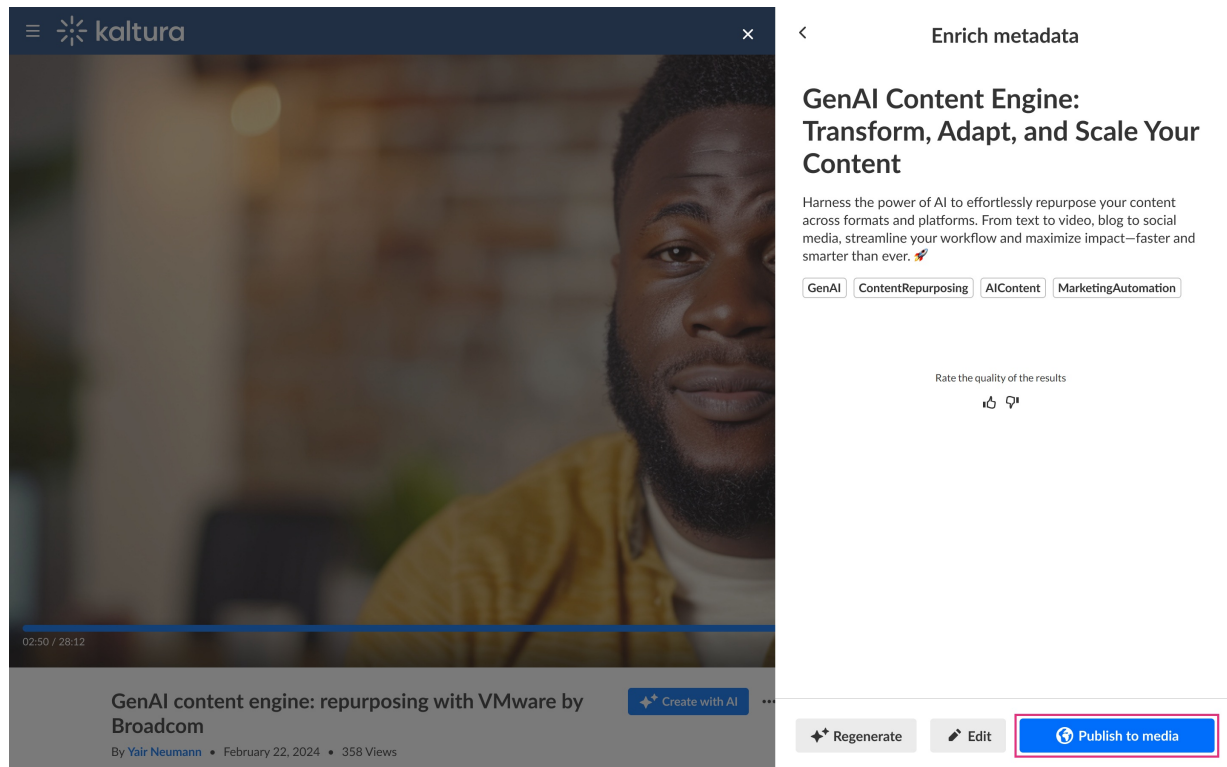 kaltura
Enrich metadata
GenAI Content Engine:
Transform, Adapt, and Scale Your
Content
Harness the power of AI to effortlessly repurpose your content
across formats and platforms. From text to video, blog to social
media, streamline your workflow and maximize impact—faster and
smarter than ever. 🚀
GenAI ContentRepurposing AIContent MarketingAutomation
Rate the quality of the results
02:50 / 28:12
GenAI content engine: repurposing with VMware by
Broadcom
Create with AI
By Yair Neumann • February 22, 2024 • 358 Views
Regenerate Edit Publish to media